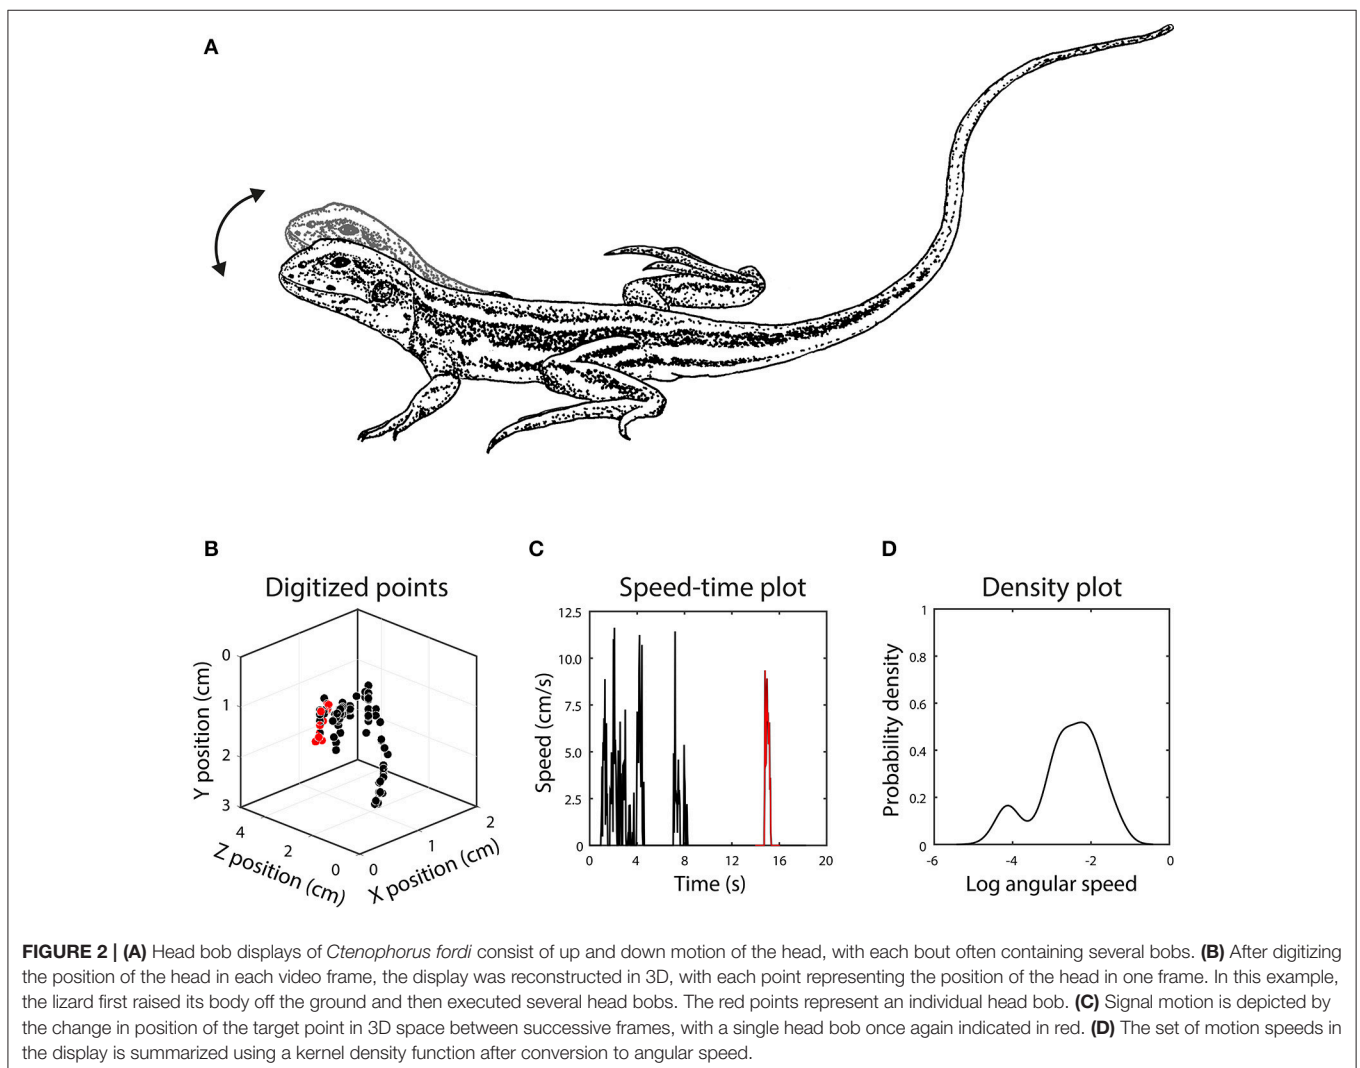 A
B
C
D
Digitized points
Speed-time plot
Density plot
0
1
2
3
Y position (cm)
4
2
0
Z position (cm)
0
1
2
X position (cm)
12.5
10.0
7.5
5.0
2.5
0
Speed (cm/s)
0
4
8
12
16
20
Time (s)
1
0.8
0.6
0.4
0.2
0
Probability density
-6
-4
-2
0
Log angular speed
FIGURE 2 | (A) Head bob displays of Ctenophorus fordi consist of up and down motion of the head, with each bout often containing several bobs. (B) After digitizing
the position of the head in each video frame, the display was reconstructed in 3D, with each point representing the position of the head in one frame. In this example,
the lizard first raised its body off the ground and then executed several head bobs. The red points represent an individual head bob. (C) Signal motion is depicted by
the change in position of the target point in 3D space between successive frames, with a single head bob once again indicated in red. (D) The set of motion speeds in
the display is summarized using a kernel density function after conversion to angular speed.